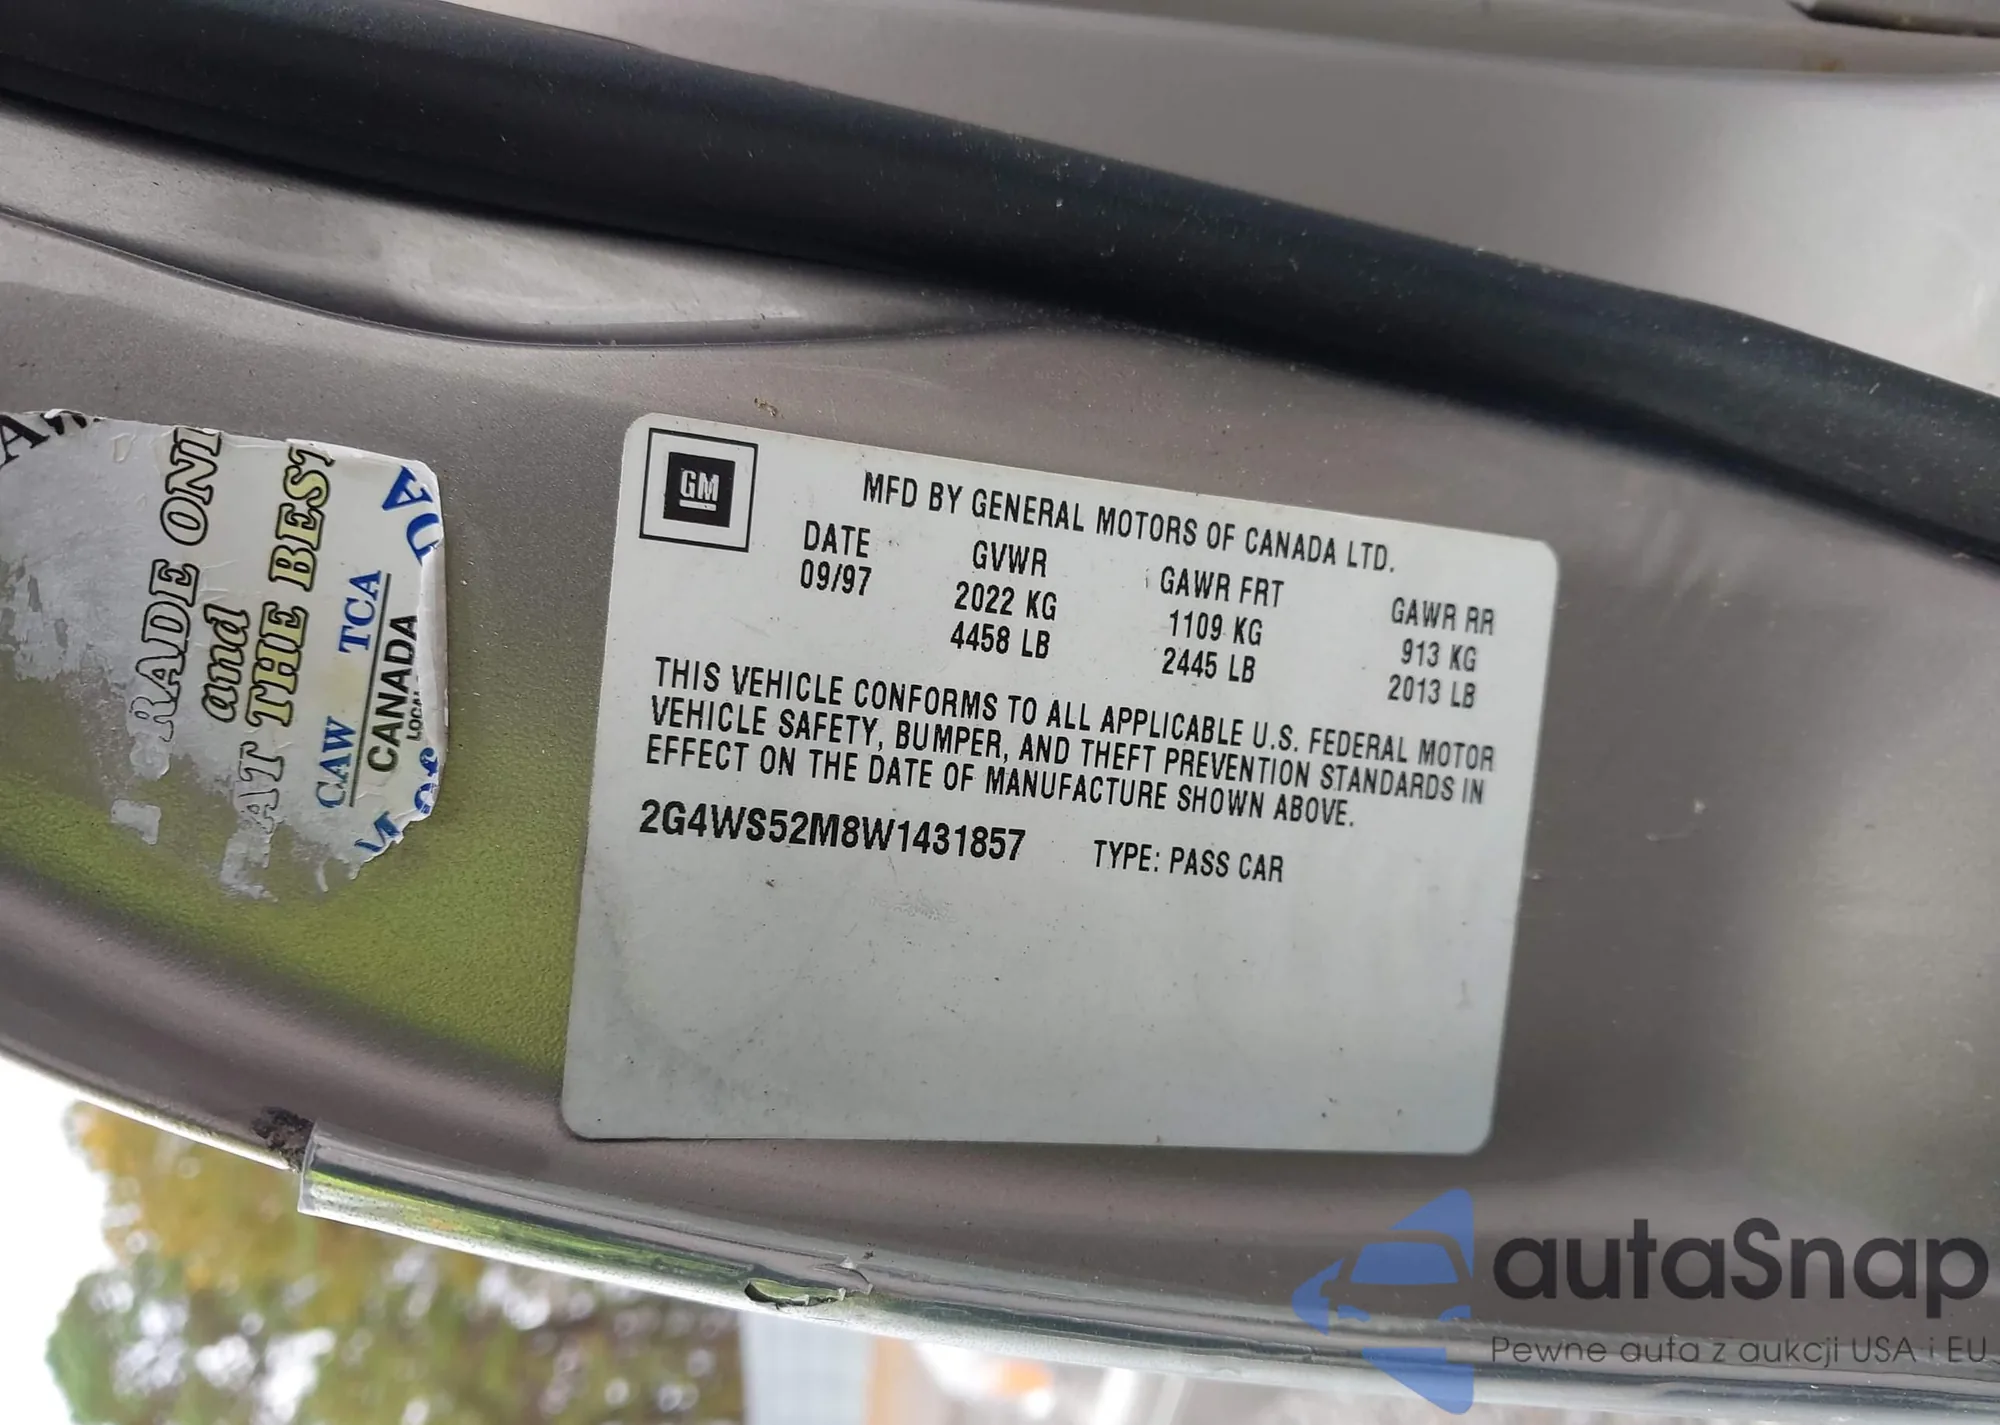 GRADE ONE
and
EAT THE BEST
CAW TCA
CANADA
GM
MFD BY GENERAL MOTORS OF CANADA LTD.
DATE GVWR GAWR FRT GAWR RR
09/97 2022 KG 1109 KG 913 KG
4458 LB 2445 LB 2013 LB
THIS VEHICLE CONFORMS TO ALL APPLICABLE U.S. FEDERAL MOTOR
VEHICLE SAFETY, BUMPER, AND THEFT PREVENTION STANDARDS IN
EFFECT ON THE DATE OF MANUFACTURE SHOWN ABOVE.
2G4WS52M8W1431857 TYPE: PASS CAR
autaSnap
Pewne auta z aukcji USA i EU